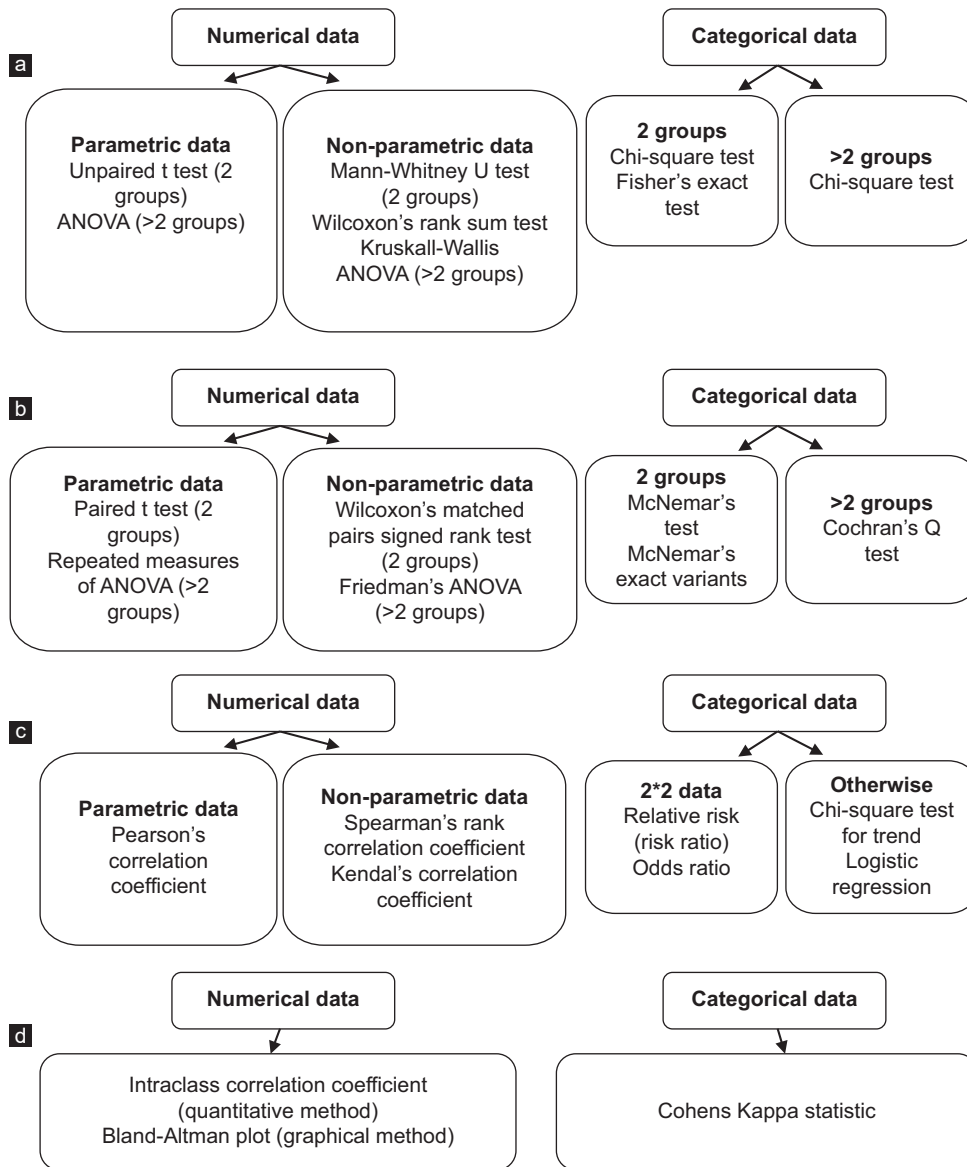 a
Numerical data
Parametric data
Unpaired t test (2
groups)
ANOVA (>2 groups)
Non-parametric data
Mann-Whitney U test
(2 groups)
Wilcoxon's rank sum test
Kruskall-Wallis
ANOVA (>2 groups)
Categorical data
2 groups
Chi-square test
Fisher's exact
test
>2 groups
Chi-square test
b
Numerical data
Parametric data
Paired t test (2
groups)
Repeated measures
of ANOVA (>2
groups)
Non-parametric data
Wilcoxon's matched
pairs signed rank test
(2 groups)
Friedman's ANOVA
(>2 groups)
Categorical data
2 groups
McNemar's
test
McNemar's
exact variants
>2 groups
Cochran's Q
test
c
Numerical data
Parametric data
Pearson's
correlation
coefficient
Non-parametric data
Spearman's rank
correlation coefficient
Kendal's correlation
coefficient
Categorical data
2*2 data
Relative risk
(risk ratio)
Odds ratio
Otherwise
Chi-square test
for trend
Logistic
regression
d
Numerical data
Intraclass correlation coefficient
(quantitative method)
Bland-Altman plot (graphical method)
Categorical data
Cohens Kappa statistic